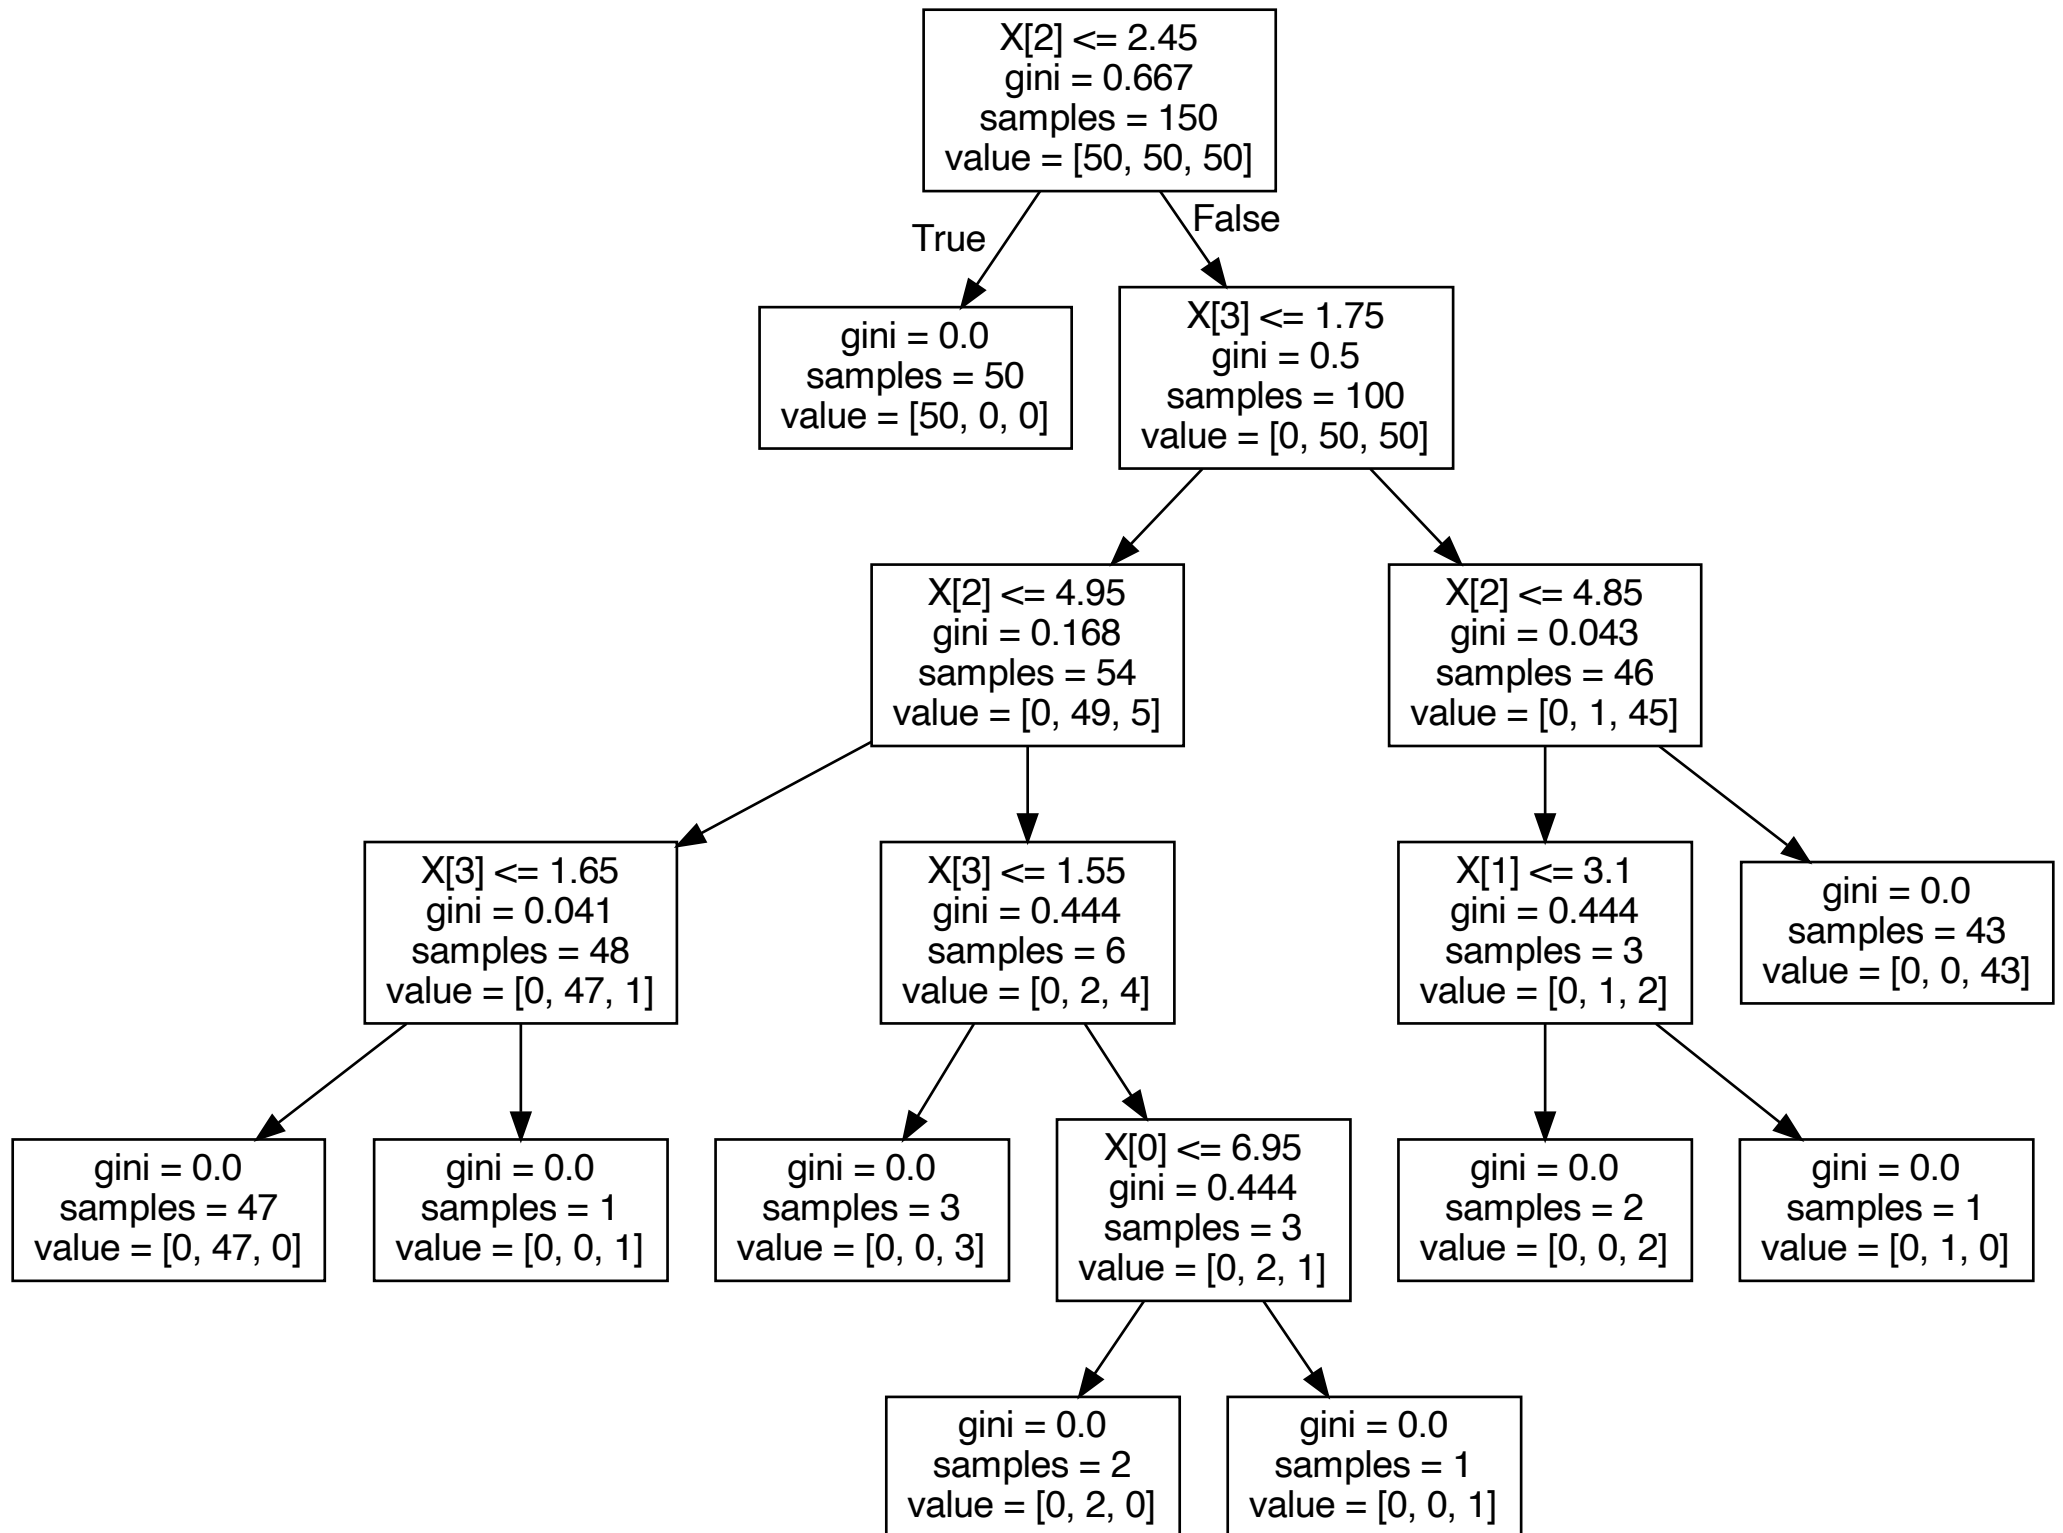 X[2] <= 2.45
gini = 0.667
samples = 150
value = [50, 50, 50]
True
False
gini = 0.0
samples = 50
value = [50, 0, 0]
X[3] <= 1.75
gini = 0.5
samples = 100
value = [0, 50, 50]
X[2] <= 4.95
gini = 0.168
samples = 54
value = [0, 49, 5]
X[2] <= 4.85
gini = 0.043
samples = 46
value = [0, 1, 45]
X[3] <= 1.65
gini = 0.041
samples = 48
value = [0, 47, 1]
X[3] <= 1.55
gini = 0.444
samples = 6
value = [0, 2, 4]
X[1] <= 3.1
gini = 0.444
samples = 3
value = [0, 1, 2]
gini = 0.0
samples = 43
value = [0, 0, 43]
gini = 0.0
samples = 47
value = [0, 47, 0]
gini = 0.0
samples = 1
value = [0, 0, 1]
gini = 0.0
samples = 3
value = [0, 0, 3]
X[0] <= 6.95
gini = 0.444
samples = 3
value = [0, 2, 1]
gini = 0.0
samples = 2
value = [0, 0, 2]
gini = 0.0
samples = 1
value = [0, 1, 0]
gini = 0.0
samples = 2
value = [0, 2, 0]
gini = 0.0
samples = 1
value = [0, 0, 1]